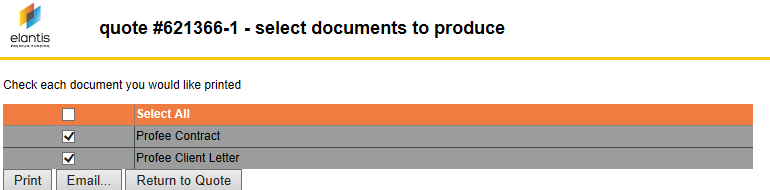 elantis
PREMIUM FUNDING
quote #621366-1 - select documents to produce
Check each document you would like printed
Select All
Profee Contract
Profee Client Letter
Print Email... Return to Quote